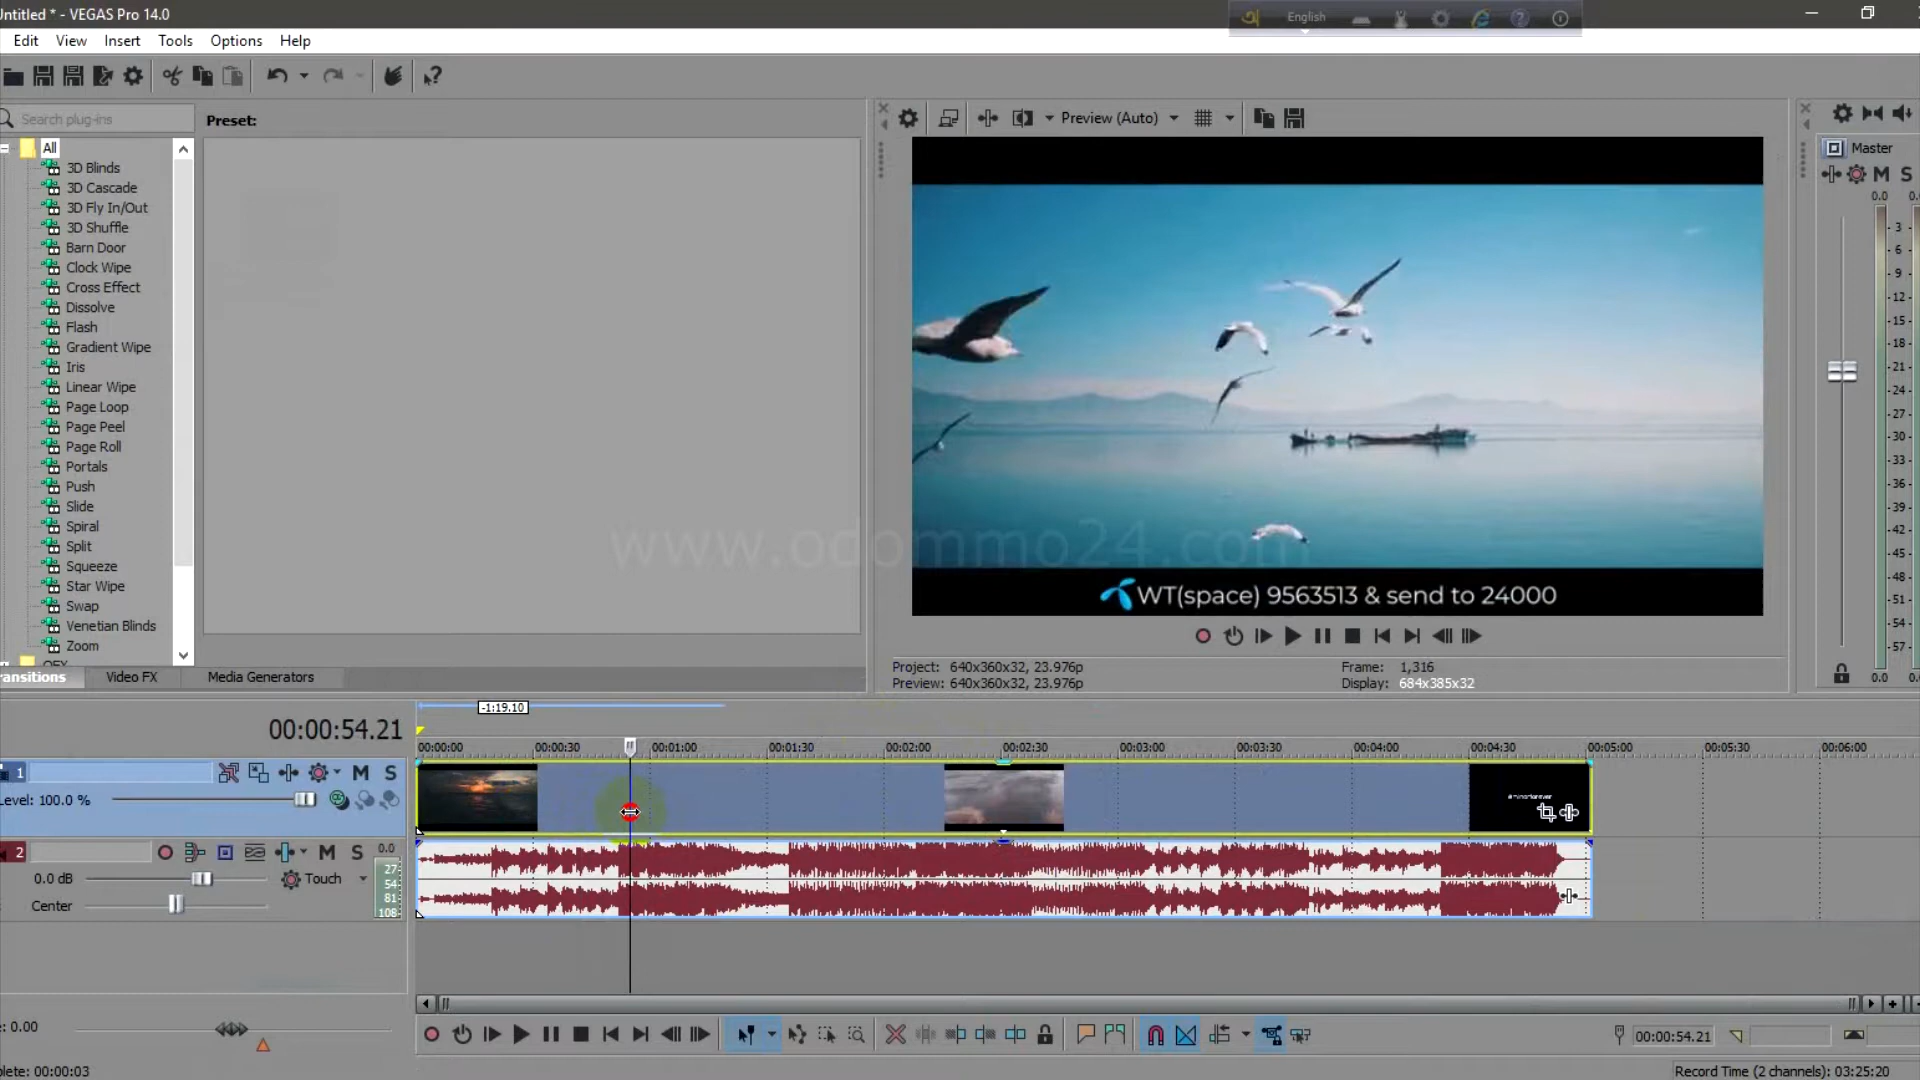 Untitled * - VEGAS Pro 14.0
English
Edit View Insert Tools Options Help
Search plug-ins
Preset:
All
3D Blinds
3D Cascade
3D Fly In/Out
3D Shuffle
Barn Door
Clock Wipe
Cross Effect
Dissolve
Flash
Gradient Wipe
Iris
Linear Wipe
Page Loop
Page Peel
Page Roll
Portals
Push
Slide
Spiral
Split
Squeeze
Star Wipe
Swap
Venetian Blinds
Zoom
OFX
ransitions Video FX Media Generators
Preview (Auto)
www.odommo24.com
WT(space) 9563513 & send to 24000
Project: 640x360x32, 23.976p
Preview: 640x360x32, 23.976p
Frame: 1,316
Display: 684x385x32
Master
M S
0.0 0.
- 3 -
- 6 -
- 9 -
-12-
-15-
-18-
-21-
-24-
-27-
-30-
-33-
-36-
-39-
-42-
-45-
-48-
-51-
-54-
-57-
0.0 0.
-1:19.10
00:00:54.21
00:00:00 00:00:30 00:01:00 00:01:30 00:02:00 00:02:30 00:03:00 00:03:30 00:04:00 00:04:30 00:05:00 00:05:30 00:06:00
1 M S
Level: 100.0 %
2 M S 0.0
0.0 dB Touch
Center
27
54
81
108
: 0.00
00:00:54.21
plete: 00:00:03
Record Time (2 channels): 03:25:20